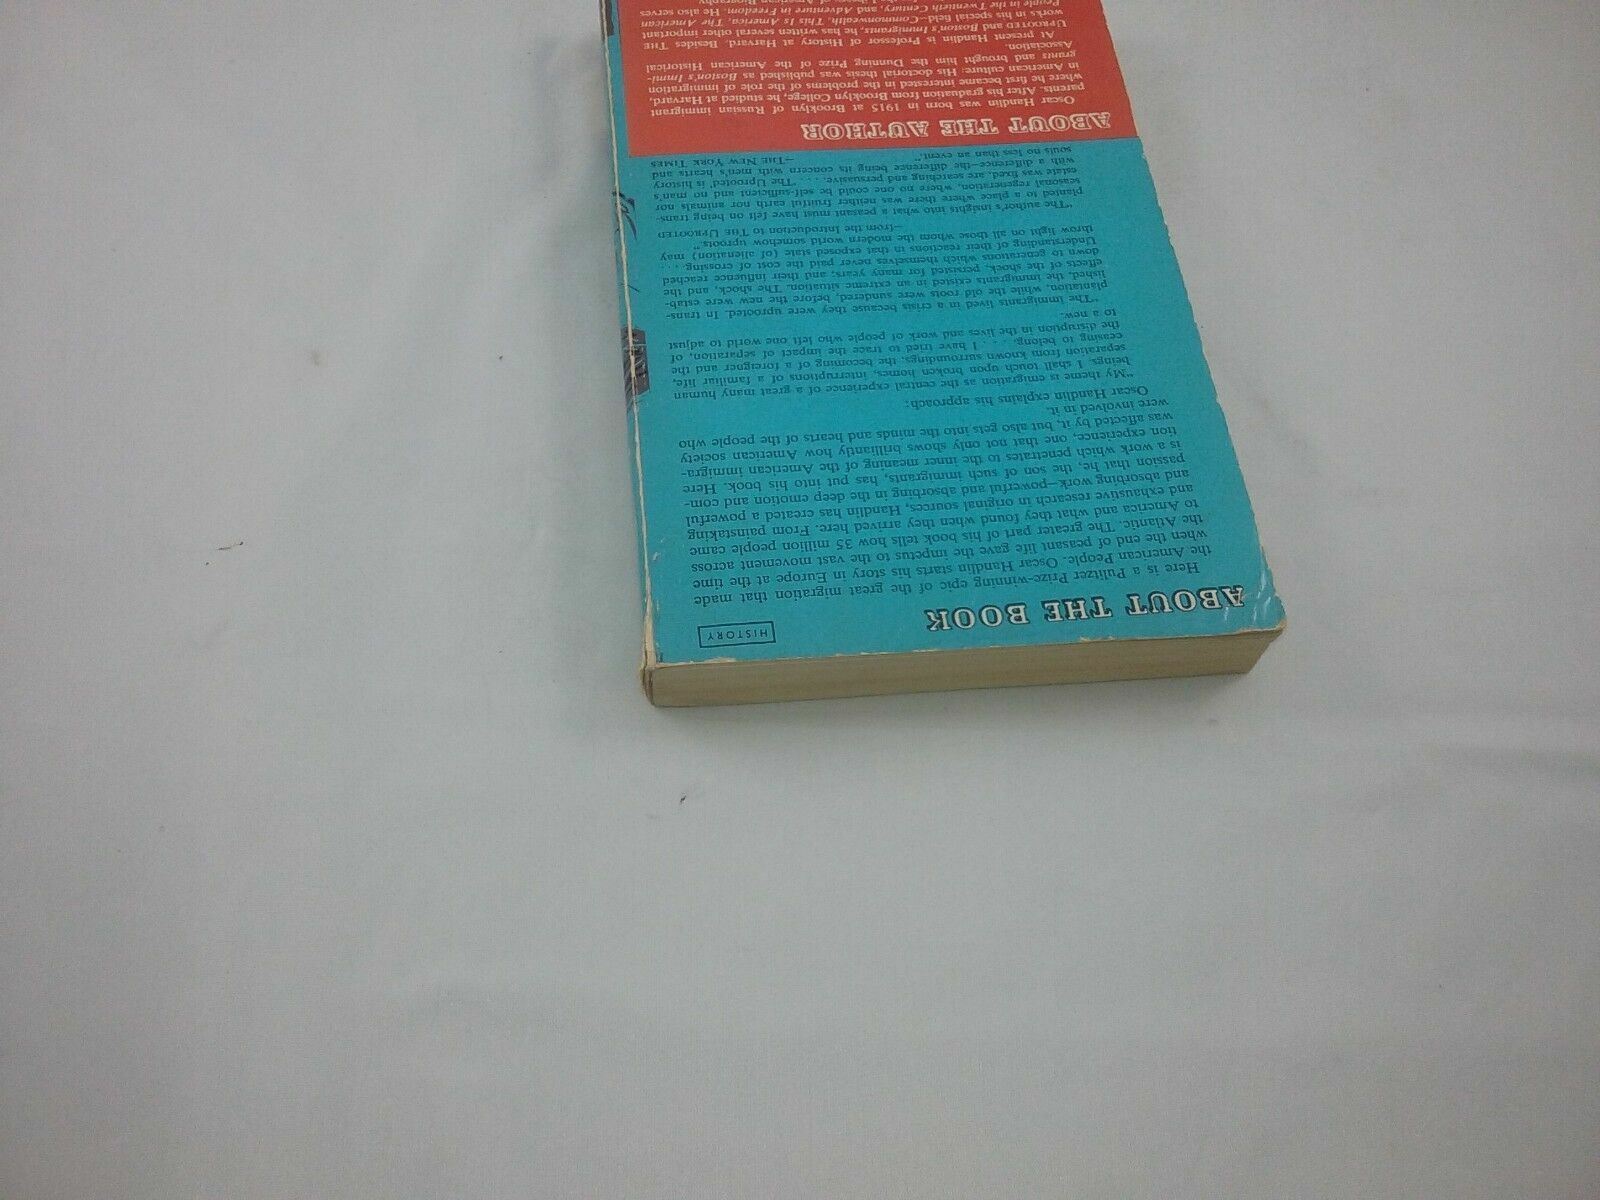 HISTORY
ABOUT THE BOOK
Here is a Pulitzer Prize-winning epic of the great migration that made
the American People. Oscar Handlin starts his story in Europe at the time
when the end of peasant life gave the impetus to the vast movement across
the Atlantic. The greater part of his book tells how 35 million people came
to America and what they found when they arrived here. From painstaking
and exhaustive research in original sources, Handlin has created a powerful
and absorbing work—powerful and absorbing in the deep emotion and com-
passion that he, the son of such immigrants, has put into his book. Here
is a work which penetrates to the inner meaning of the American immigra-
tion experience, one that not only shows brilliantly how American society
was affected by it, but also gets into the minds and hearts of the people who
were involved in it.
Oscar Handlin explains his approach:
"My theme is emigration as the central experience of a great many human
beings. I shall touch upon broken homes, interruptions of a familiar life,
separation from known surroundings, the becoming of a foreigner and the
ceasing to belong. . . . I have tried to trace the impact of separation, of
the disruption in the lives and work of people who left one world to adjust
to a new.
"The immigrants lived in a crisis because they were uprooted. In trans-
plantation, while the old roots were sundered, before the new were estab-
lished, the immigrants existed in an extreme situation. The shock, and the
effects of the shock, persisted for many years; and their influence reached
down to generations which themselves never paid the cost of crossing. . . .
Understanding of their reactions in that exposed state (of alienation) may
throw light on all those whom the modern world somehow uproots."
—from the Introduction to THE UPROOTED
"The author's insights into what a peasant must have felt on being trans-
planted to a place where there was neither fruitful earth nor animals nor
seasonal regeneration, where no one could be self-sufficient and no man's
estate was fixed, are searching and persuasive. . . . 'The Uprooted' is history
with a difference—the difference being its concern with men's hearts and
souls no less than an event." —THE NEW YORK TIMES
ABOUT THE AUTHOR
Oscar Handlin was born in 1915 at Brooklyn of Russian immigrant
parents. After his graduation from Brooklyn College, he studied at Harvard,
where he first became interested in the problems of the role of immigration
in American culture; His doctorial thesis was published as Boston's Immi-
grants and brought him the Dunning Prize of the American Historical
Association.
At present Handlin is Professor of History at Harvard. Besides THE
UPROOTED and Boston's Immigrants, he has written several other important
works in his special field—Commonwealth, This Is America, The American
People in the Twentieth Century, and Adventure in Freedom. He also serves
of American Biography